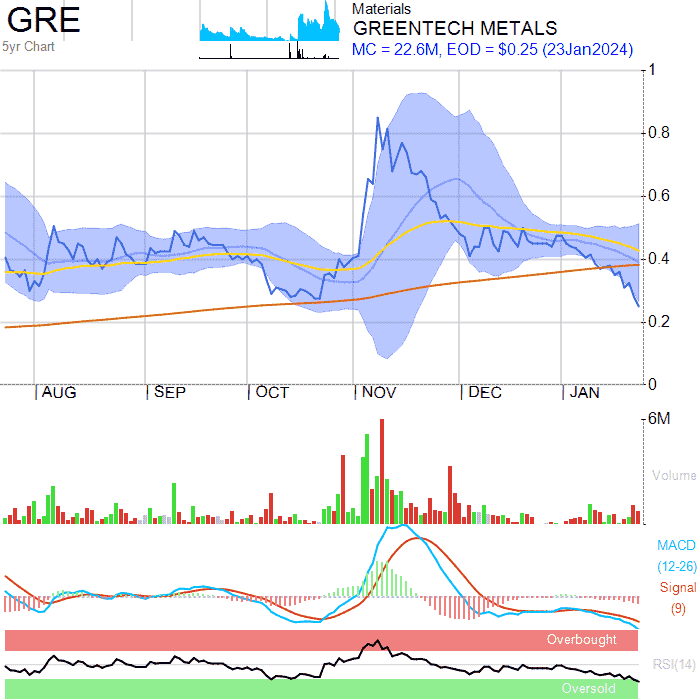 GRE
5yr Chart
Materials
GREENTECH METALS
MC = 22.6M, EOD = $0.25 (23Jan2024)
1
0.8
0.6
0.4
0.2
0
AUG
SEP
OCT
NOV
DEC
JAN
6M
Volume
MACD
(12-26)
Signal
(9)
Overbought
RSI(14)
Oversold